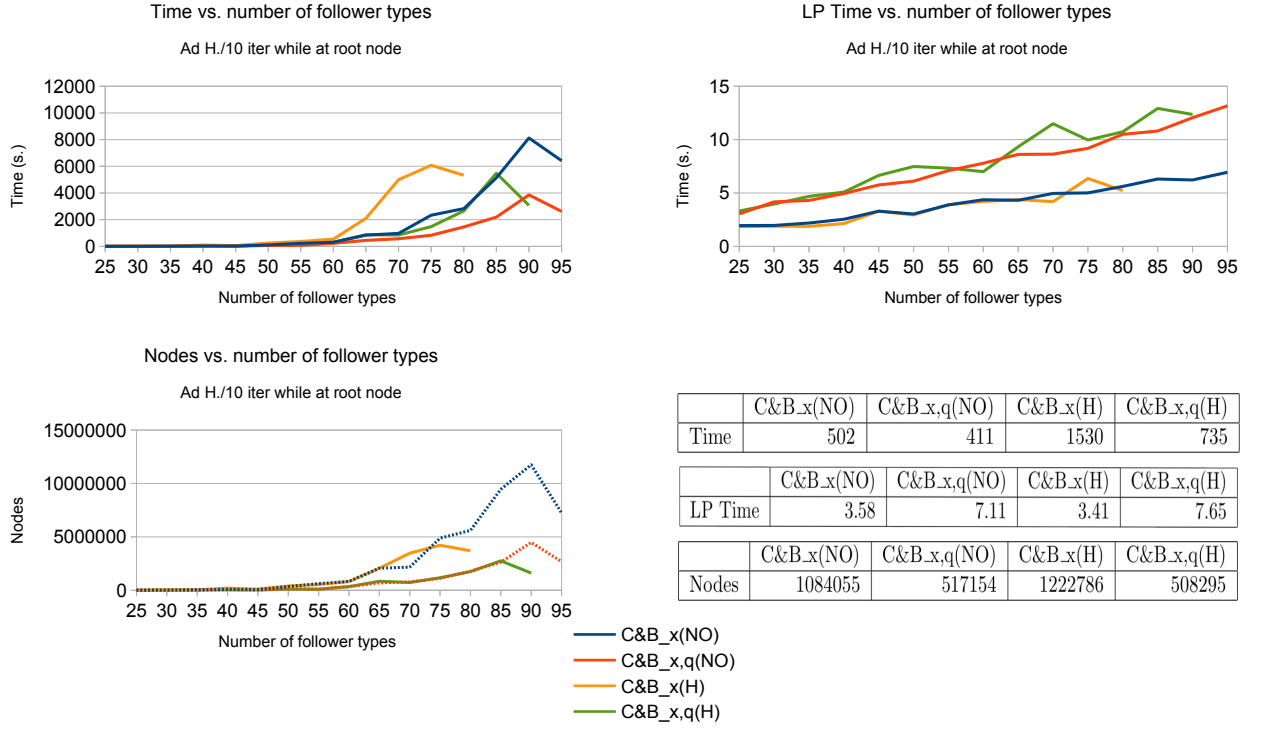 Time vs. number of follower types
Ad H./10 iter while at root node
12000
10000
8000
6000
4000
2000
0
Time (s.)
25 30 35 40 45 50 55 60 65 70 75 80 85 90 95
Number of follower types
LP Time vs. number of follower types
Ad H./10 iter while at root node
15
10
5
0
Time (s.)
25 30 35 40 45 50 55 60 65 70 75 80 85 90 95
Number of follower types
Nodes vs. number of follower types
Ad H./10 iter while at root node
15000000
10000000
5000000
0
Nodes
25 30 35 40 45 50 55 60 65 70 75 80 85 90 95
Number of follower types
C&B_x(NO) C&B_x,q(NO) C&B_x(H) C&B_x,q(H)
Time 502 411 1530 735
C&B_x(NO) C&B_x,q(NO) C&B_x(H) C&B_x,q(H)
LP Time 3.58 7.11 3.41 7.65
C&B_x(NO) C&B_x,q(NO) C&B_x(H) C&B_x,q(H)
Nodes 1084055 517154 1222786 508295
C&B_x(NO)
C&B_x,q(NO)
C&B_x(H)
C&B_x,q(H)